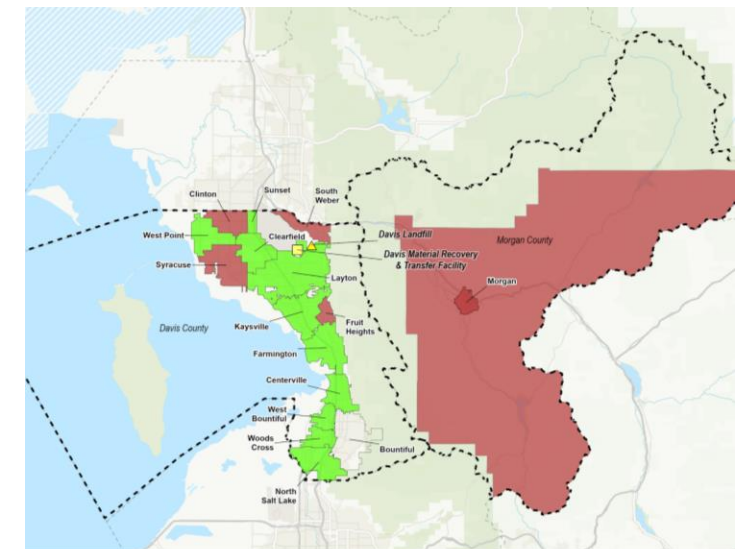 Clinton
Sunset
South
Weber
West Point
Clearfield
Davis Landfill
Morgan County
Davis Material Recovery
& Transfer Facility
Syracuse
Layton
Morgan
Davis County
Kaysville
Fruit
Heights
Farmington
Centerville
West
Bountiful
Woods
Cross
Bountiful
North
Salt Lake